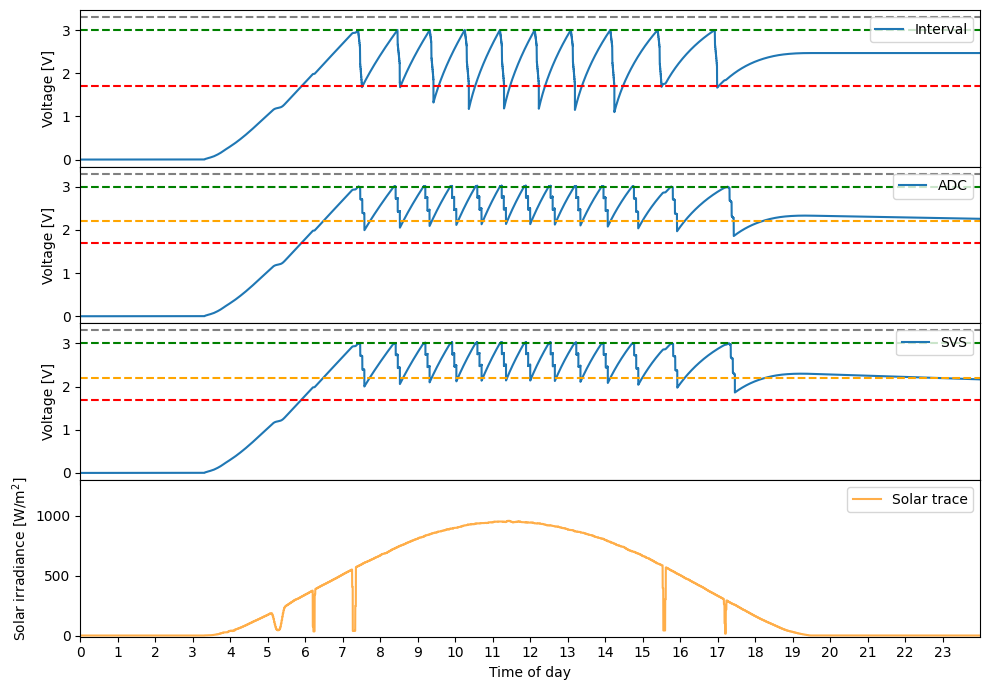 Voltage [V]
3
2
1
0
Interval
Voltage [V]
3
2
1
0
ADC
Voltage [V]
3
2
1
0
SVS
Solar irradiance [W/m²]
1000
500
0
Solar trace
0 1 2 3 4 5 6 7 8 9 10 11 12 13 14 15 16 17 18 19 20 21 22 23
Time of day